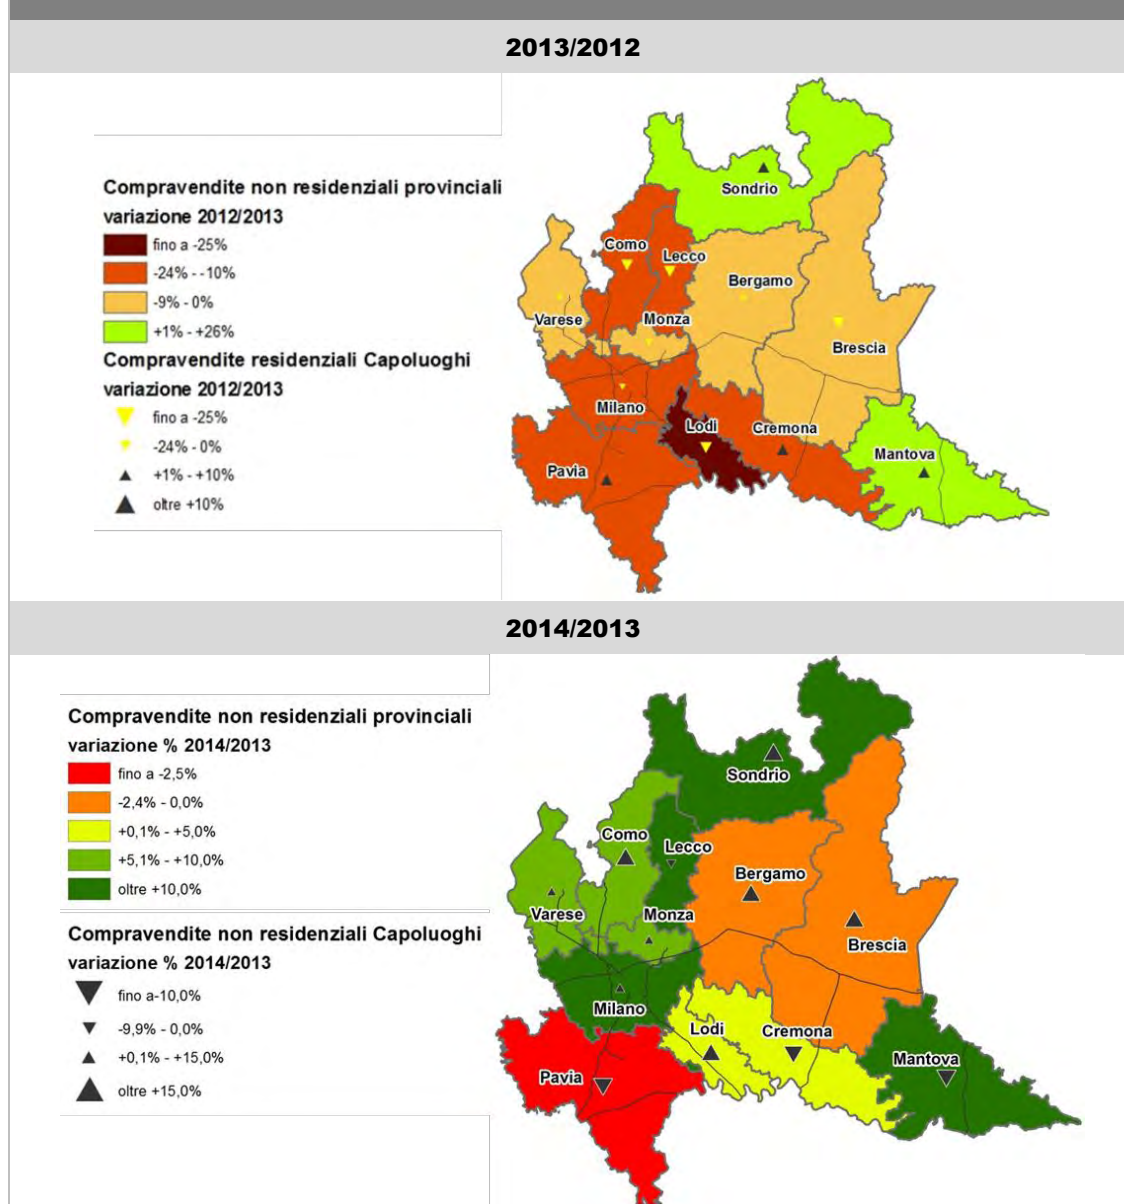 2013/2012
Compravendite non residenziali provinciali
variazione 2012/2013
fino a -25%
-24% - -10%
-9% - 0%
+1% - +26%
Compravendite residenziali Capoluoghi
variazione 2012/2013
fino a -25%
-24% - 0%
+1% - +10%
oltre +10%
Sondrio
Como
Lecco
Bergamo
Varese
Monza
Brescia
Milano
Lodi
Cremona
Mantova
Pavia
2014/2013
Compravendite non residenziali provinciali
variazione % 2014/2013
fino a -2,5%
-2,4% - 0,0%
+0,1% - +5,0%
+5,1% - +10,0%
oltre +10,0%
Compravendite non residenziali Capoluoghi
variazione % 2014/2013
fino a-10,0%
-9,9% - 0,0%
+0,1% - +15,0%
oltre +15,0%
Sondrio
Como
Lecco
Bergamo
Varese
Monza
Brescia
Milano
Lodi
Cremona
Mantova
Pavia